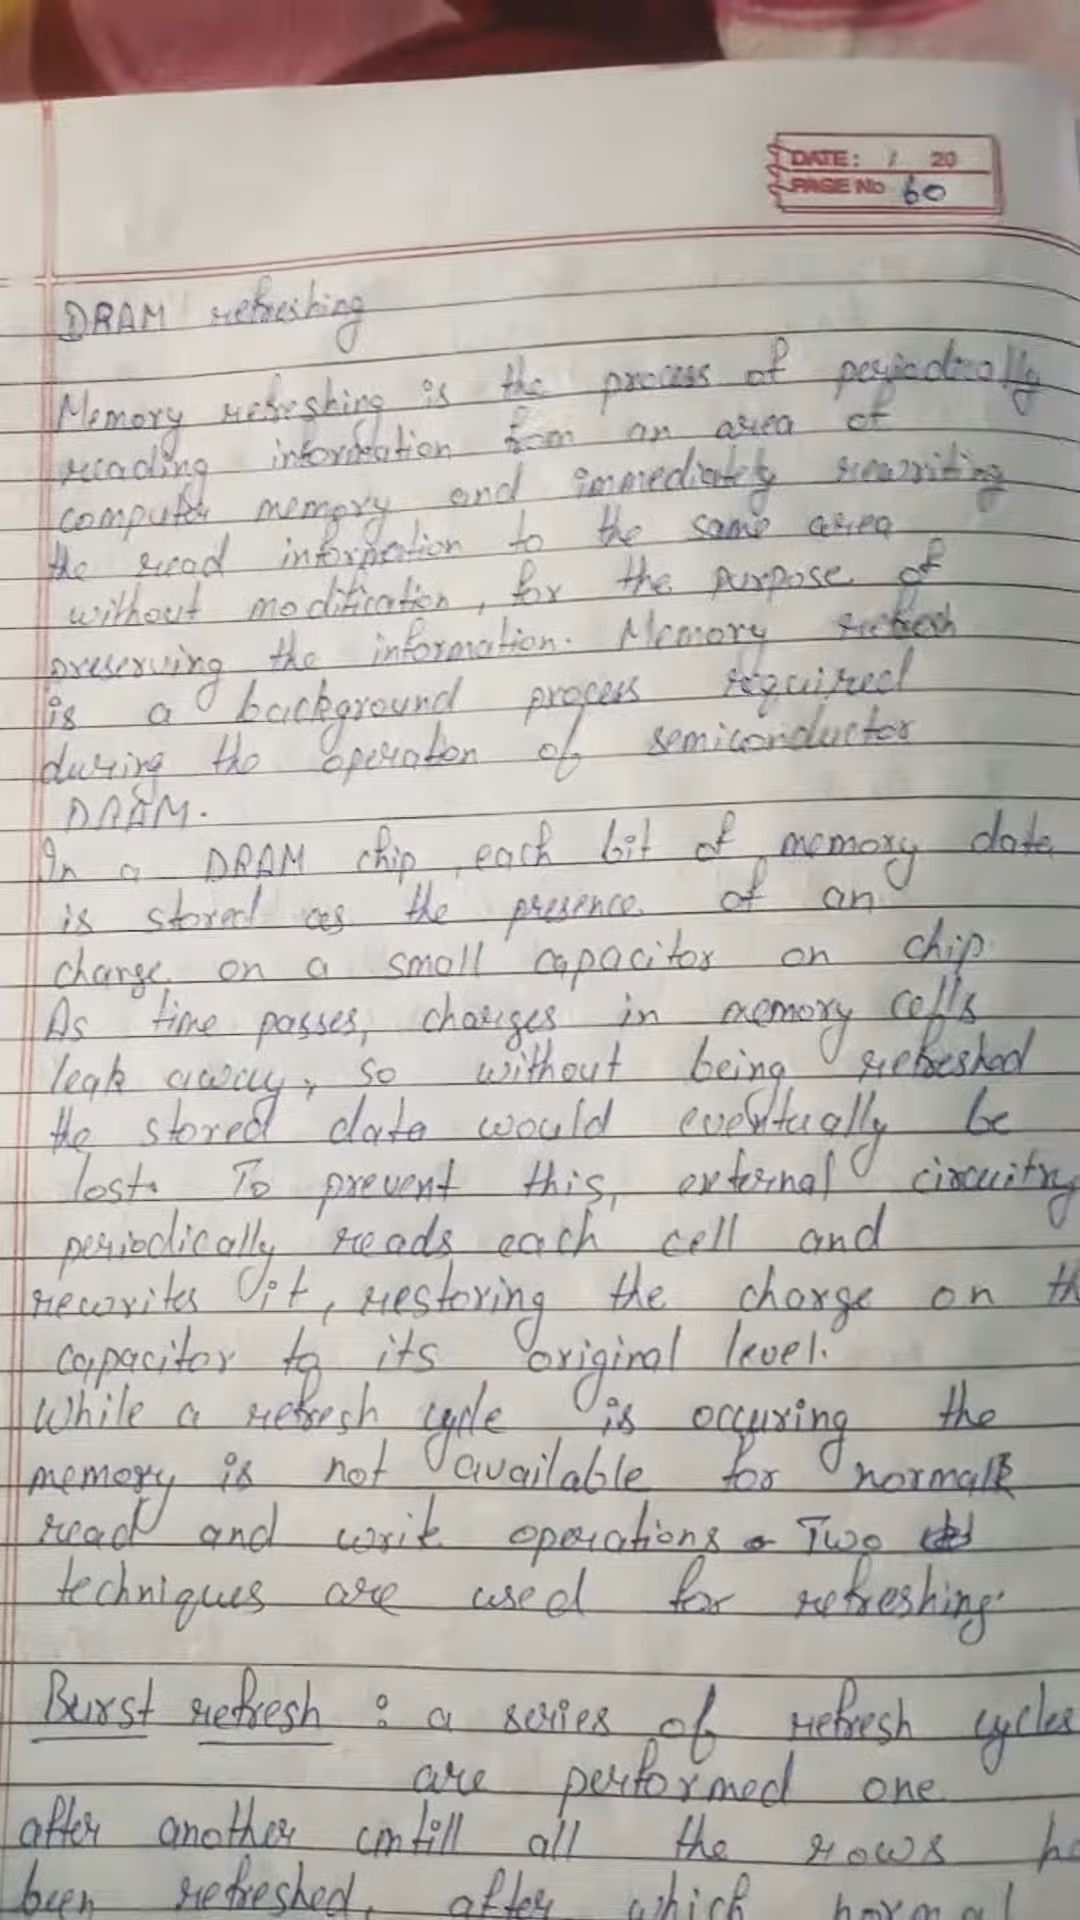 DATE: / 20
PAGE No 60
DRAM refreshing
Memory refreshing is the process of periodically
reading information from an area of
computer memory and immediately rewriting
the read information to the same area
without modification, for the purpose of
preserving the information. Memory refresh
is a background process required
during the operaton of semiconductor
DRAM.
In a DRAM chip, each bit of memory data
is stored as the presence of an
charge on a small capacitor on chip.
As time passes, charges in memory cells
leak away, so without being refreshed
the stored data would eventually be
lost. To prevent this, external circuitry
periodically reads each cell and
rewrites it, restoring the charge on th
capacitor to its original level.
While a refresh cycle is occuring the
memory is not available for normal
read and write operations. Two
techniques are used for refreshing.
Burst refresh : a series of refresh cycles
are performed one
after another untill all the rows ha
been refreshed, after which normal